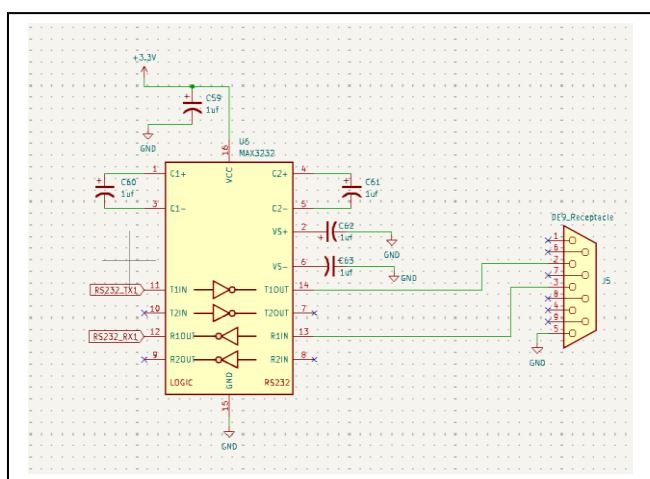 +3.3V
C59
1uf
GND
U6
MAX3232
16
VCC
1
C1+
C2+
4
C60
1uf
C61
1uf
3
C1-
C2-
5
VS+
2
C62
1uf
GND
VS-
6
C63
1uf
GND
RS232_TX1
11
T1IN
T1OUT
14
10
T2IN
T2OUT
7
RS232_RX1
12
R1OUT
R1IN
13
9
R2OUT
R2IN
8
LOGIC
GND
RS232
15
GND
DE9_Receptacle
J5
1
6
2
7
3
8
4
9
5
GND